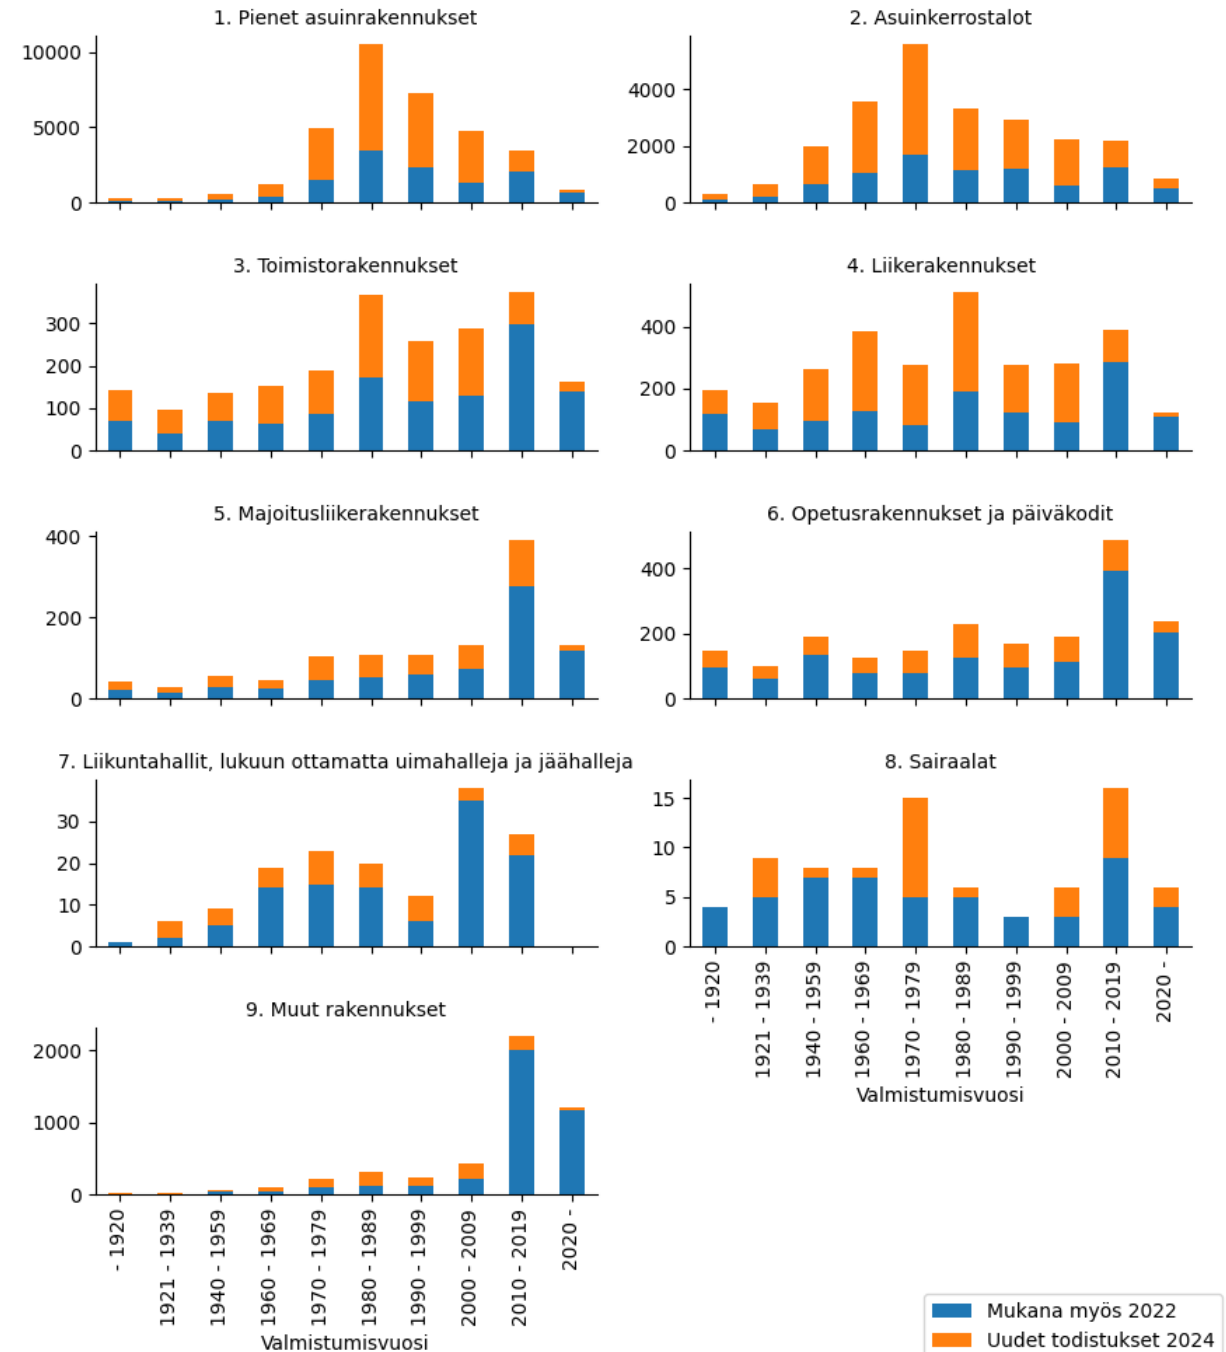 1. Pienet asuinrakennukset
10000
5000
0
2. Asuinkerrostalot
4000
2000
0
3. Toimistorakennukset
300
200
100
0
4. Liikerakennukset
400
200
0
5. Majoitusliikerakennukset
400
200
0
6. Opetusrakennukset ja päiväkodit
400
200
0
7. Liikuntahallit, lukuun ottamatta uimahalleja ja jäähalleja
30
20
10
0
8. Sairaalat
15
10
5
0
- 1920
1921 - 1939
1940 - 1959
1960 - 1969
1970 - 1979
1980 - 1989
1990 - 1999
2000 - 2009
2010 - 2019
2020 -
Valmistumisvuosi
9. Muut rakennukset
2000
1000
0
- 1920
1921 - 1939
1940 - 1959
1960 - 1969
1970 - 1979
1980 - 1989
1990 - 1999
2000 - 2009
2010 - 2019
2020 -
Valmistumisvuosi
Mukana myös 2022
Uudet todistukset 2024